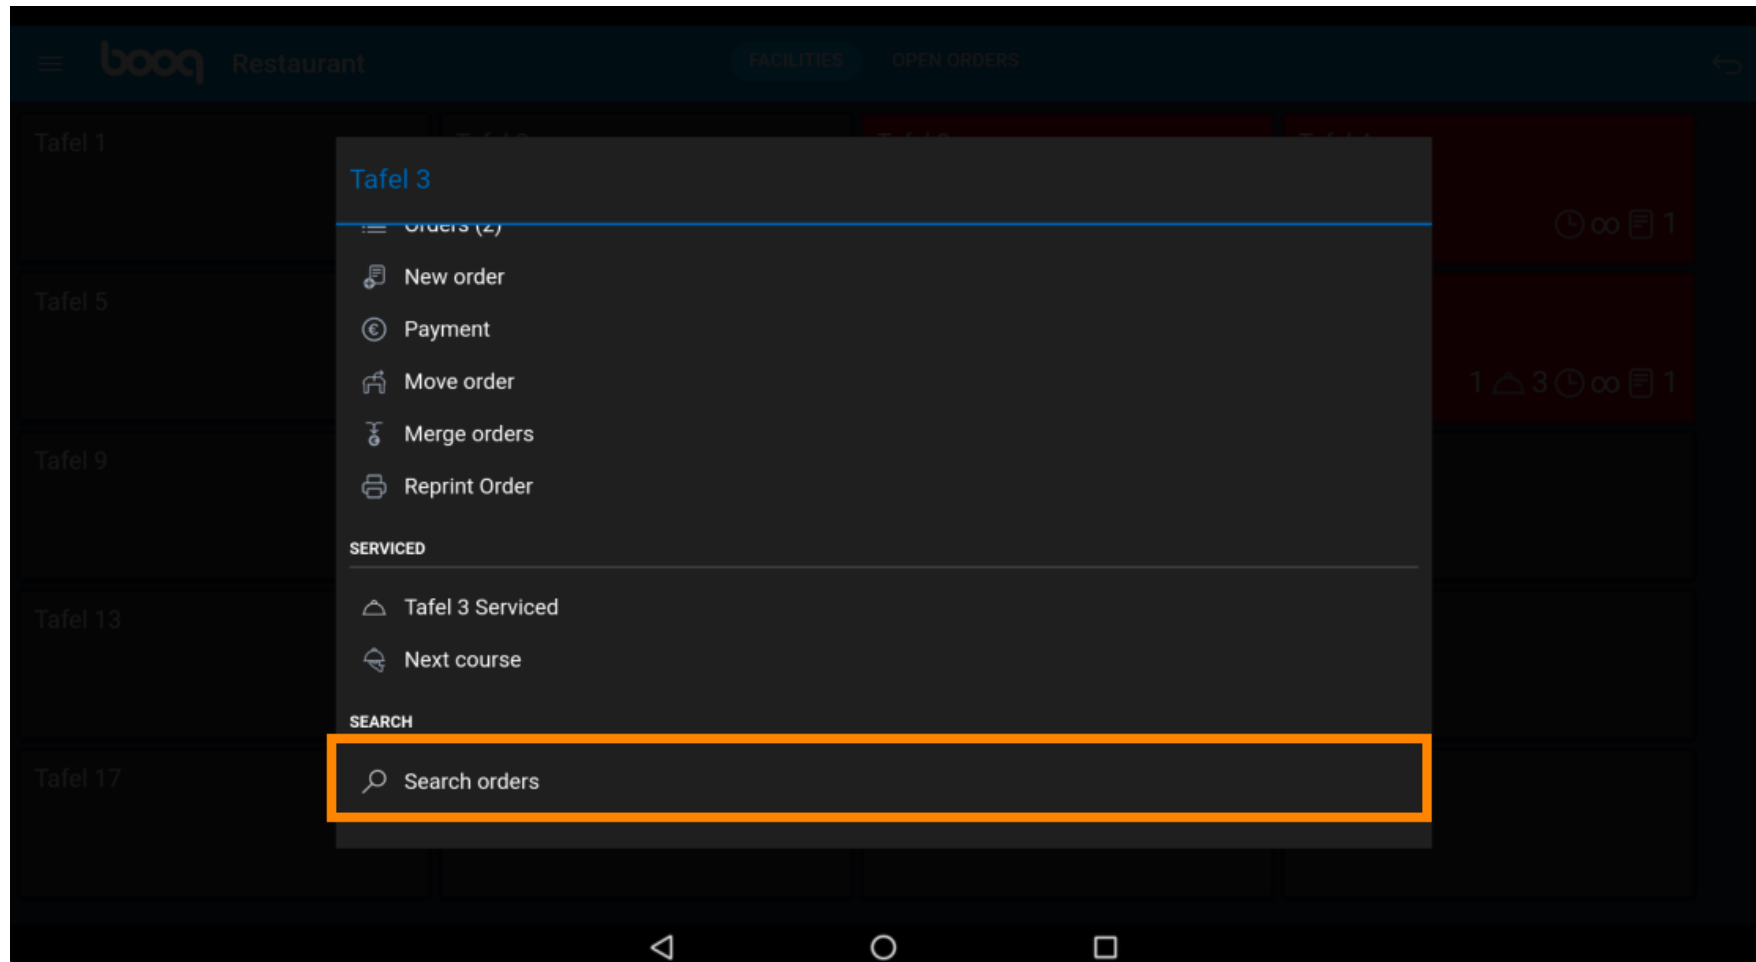 booq Restaurant FACILITIES OPEN ORDERS
Tafel 1
Tafel 3
1
Orders (2)
New order
Tafel 5
Payment
Move order
1 3 ∞ 1
Merge orders
Tafel 9
Reprint Order
SERVICED
Tafel 3 Serviced
Tafel 13
Next course
SEARCH
Tafel 17
Search orders